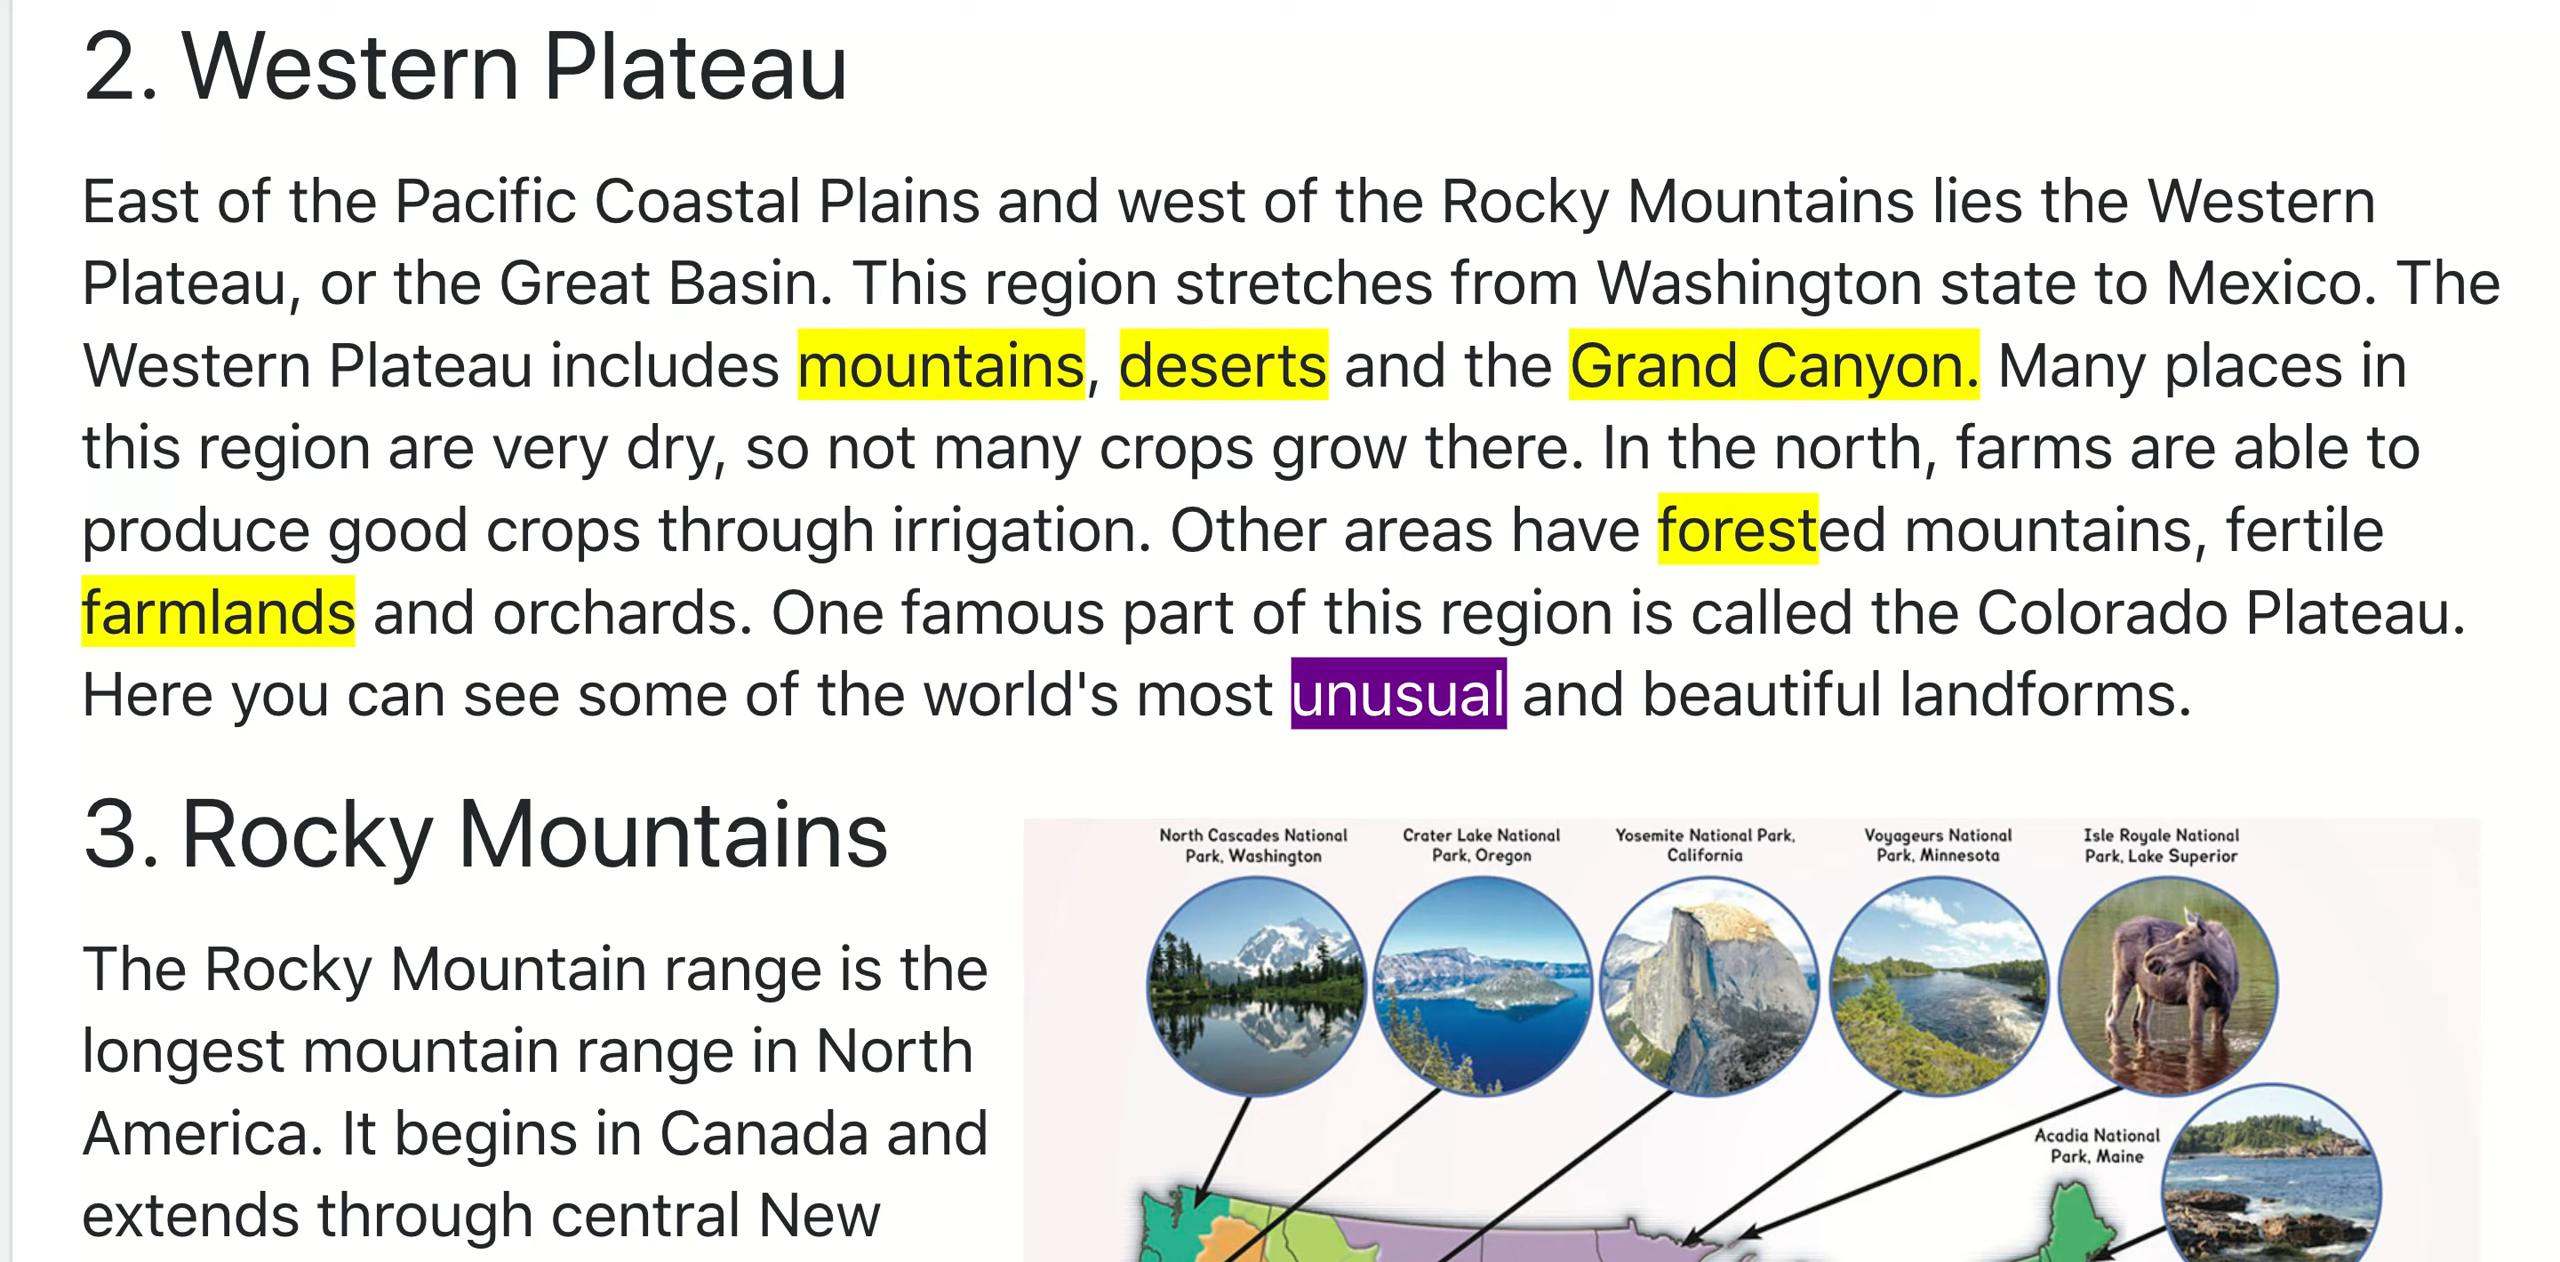 2. Western Plateau
East of the Pacific Coastal Plains and west of the Rocky Mountains lies the Western
Plateau, or the Great Basin. This region stretches from Washington state to Mexico. The
Western Plateau includes mountains, deserts and the Grand Canyon. Many places in
this region are very dry, so not many crops grow there. In the north, farms are able to
produce good crops through irrigation. Other areas have forested mountains, fertile
farmlands and orchards. One famous part of this region is called the Colorado Plateau.
Here you can see some of the world's most unusual and beautiful landforms.
3. Rocky Mountains
The Rocky Mountain range is the
longest mountain range in North
America. It begins in Canada and
extends through central New
North Cascades National
Park, Washington
Crater Lake National
Park, Oregon
Yosemite National Park,
California
Voyageurs National
Park, Minnesota
Isle Royale National
Park, Lake Superior
Acadia National
Park, Maine